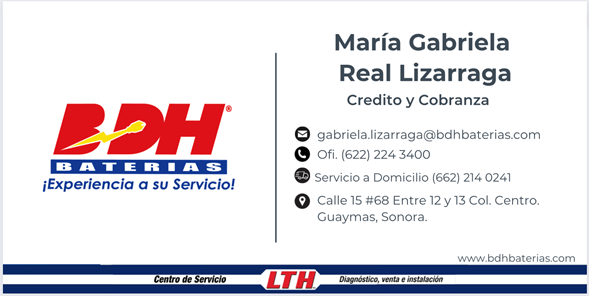 BDH®
BATERIAS
¡Experiencia a su Servicio!
María Gabriela
Real Lizarraga
Credito y Cobranza
gabriela.lizarraga@bdhbaterias.com
Ofi. (622) 224 3400
Servicio a Domicilio (662) 214 0241
Calle 15 #68 Entre 12 y 13 Col. Centro.
Guaymas, Sonora.
www.bdhbaterias.com
Centro de Servicio LTH Diagnóstico, venta e instalación